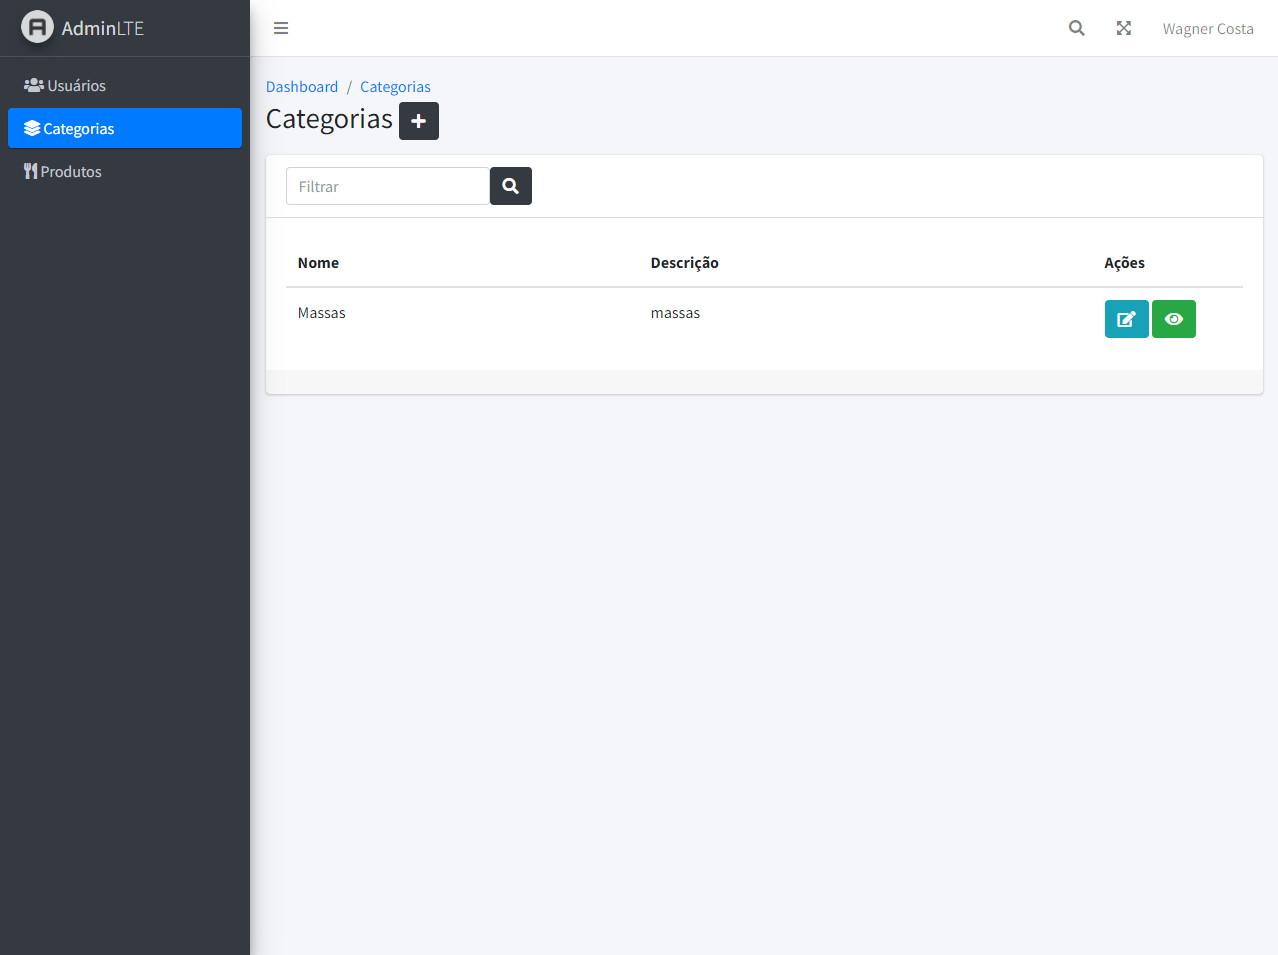 AdminLTE
Wagner Costa
Usuários
Categorias
Produtos
Dashboard / Categorias
Categorias
Filtrar
Nome Descrição Ações
Massas massas